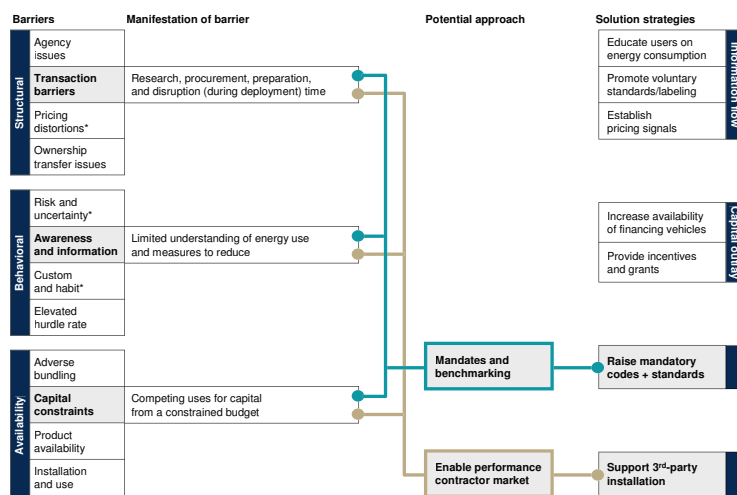 Barriers
Manifestation of barrier
Potential approach
Solution strategies
Structural
Agency
issues
Transaction
barriers
Research, procurement, preparation,
and disruption (during deployment) time
Pricing
distortions*
Ownership
transfer issues
Behavioral
Risk and
uncertainty*
Awareness
and information
Limited understanding of energy use
and measures to reduce
Custom
and habit*
Elevated
hurdle rate
Availability
Adverse
bundling
Capital
constraints
Competing uses for capital
from a constrained budget
Product
availability
Installation
and use
Mandates and
benchmarking
Enable performance
contractor market
Educate users on
energy consumption
Promote voluntary
standards/labeling
Establish
pricing signals
Information flow
Increase availability
of financing vehicles
Provide incentives
and grants
Capital outlay
Raise mandatory
codes + standards
Support 3rd-party
installation